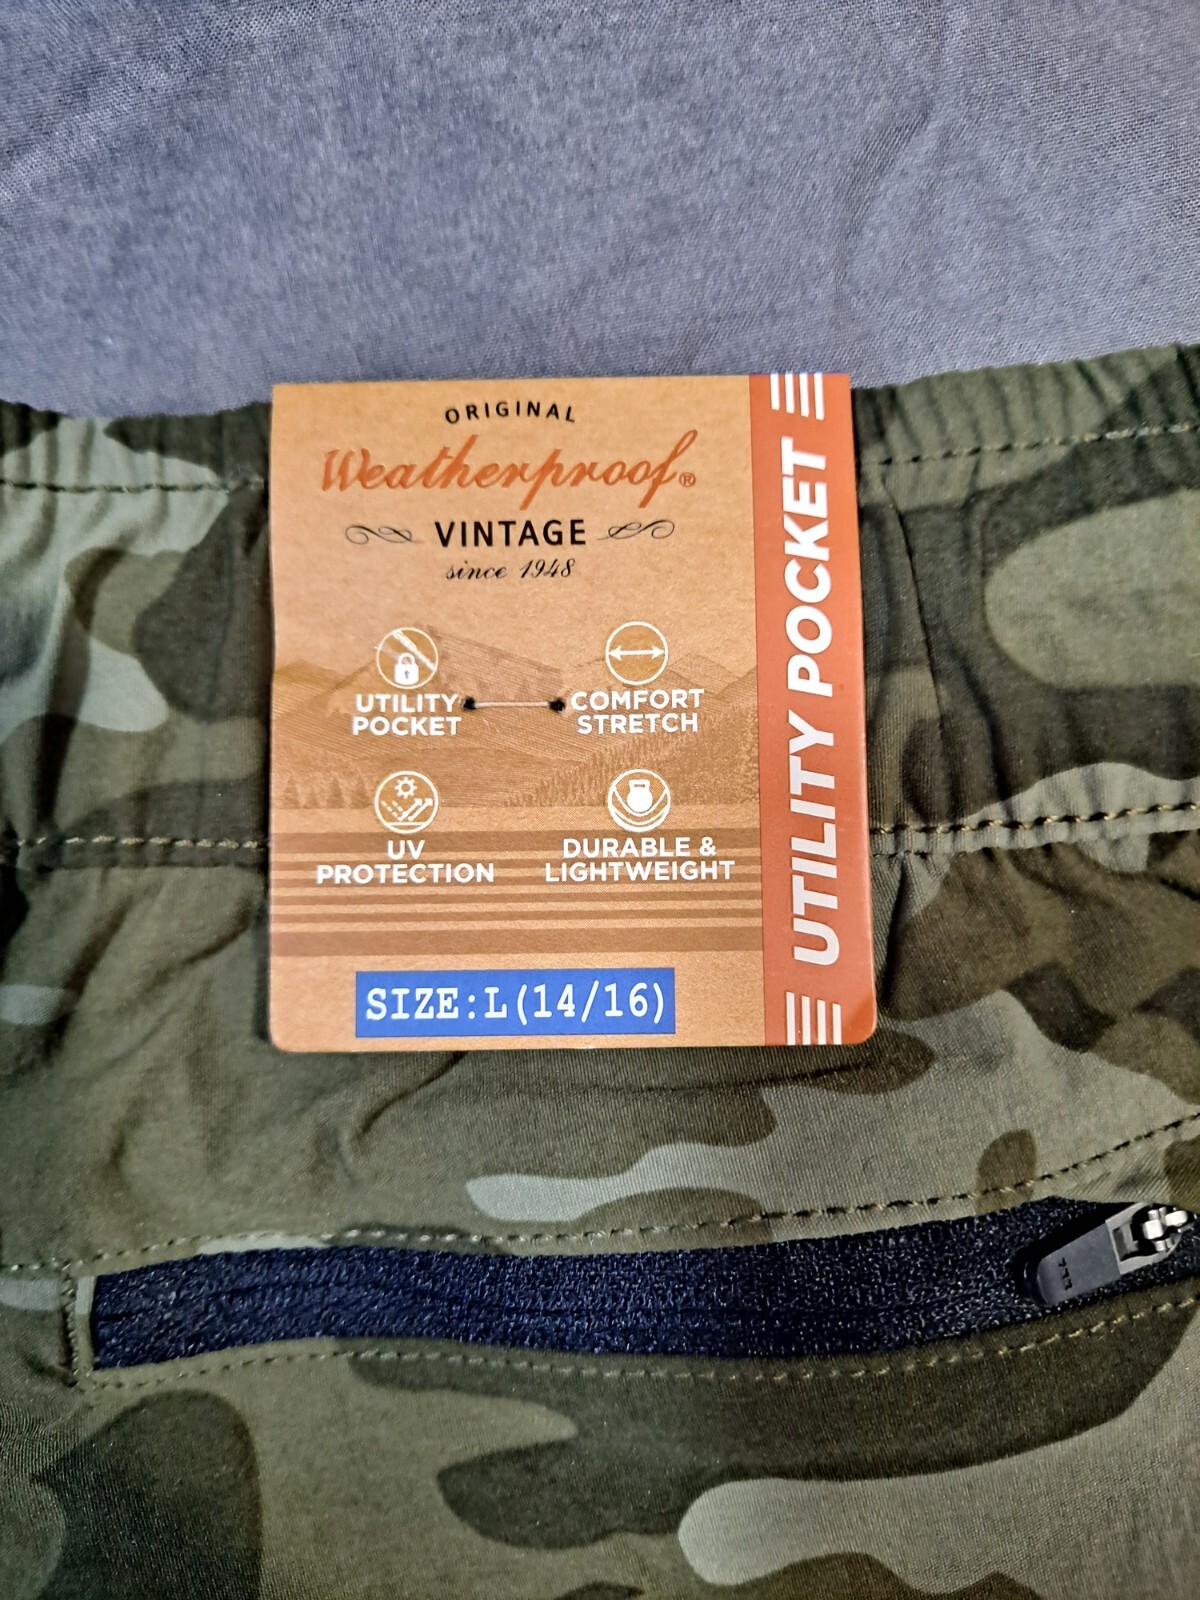 ORIGINAL
Weatherproof®
VINTAGE
since 1948
UTILITY
POCKET
COMFORT
STRETCH
UV
PROTECTION
DURABLE &
LIGHTWEIGHT
SIZE:L(14/16)
UTILITY POCKET